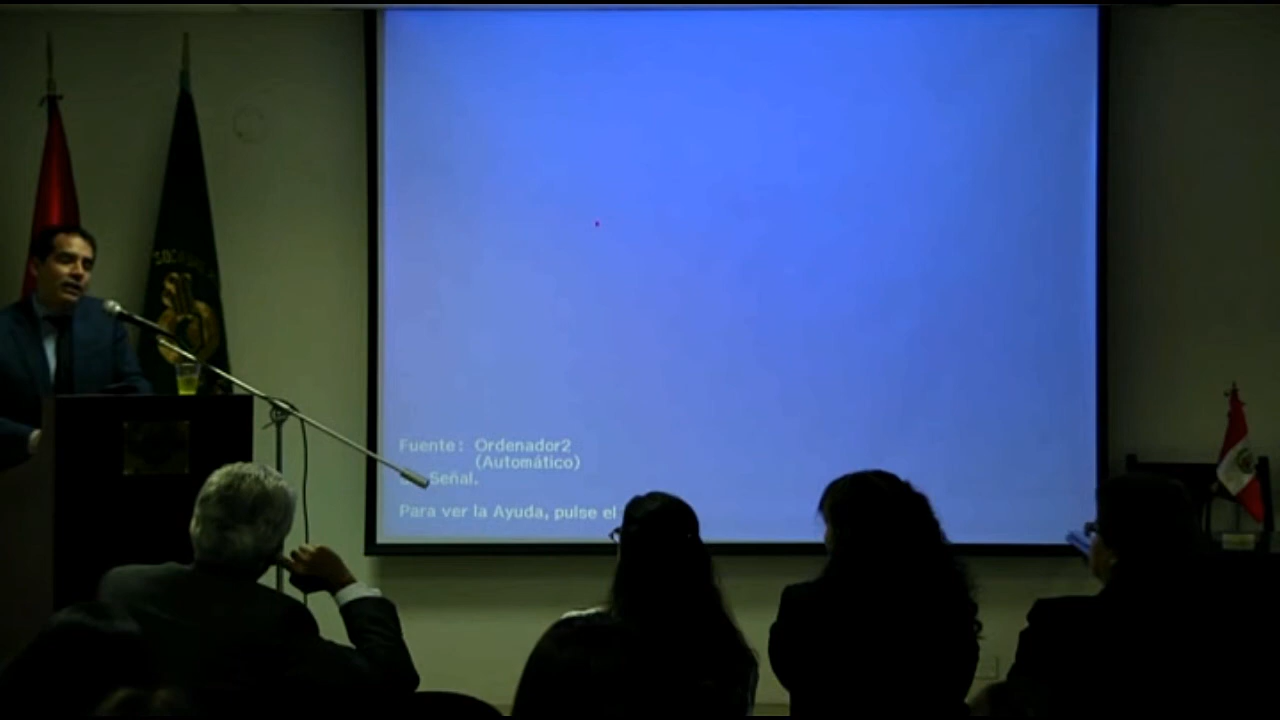 Fuente: Ordenador2
(Automático)
Señal.
Para ver la Ayuda, pulse el